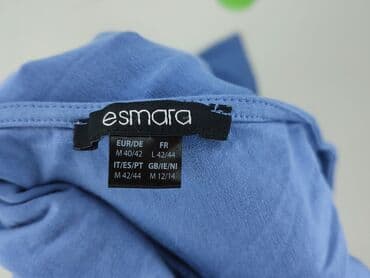 esmara
EUR/DE FR
M 40/42 L 42/44
IT/ES/PT GB/IE/NI
M 42/44 M 12/14